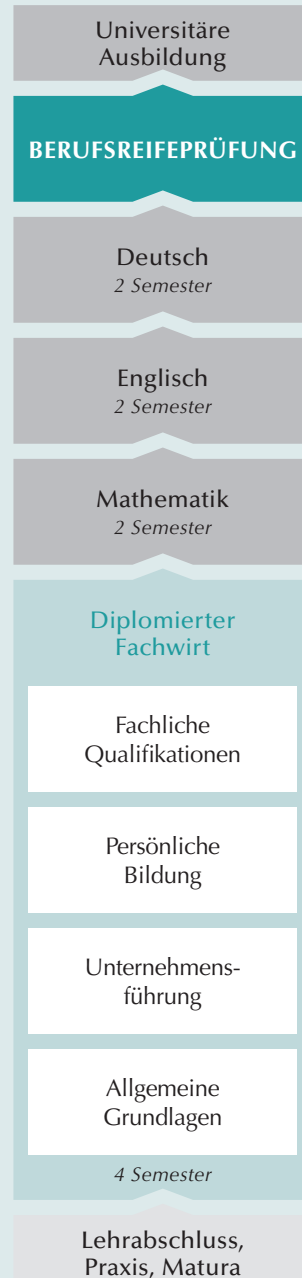 Universitäre
Ausbildung
BERUFSREIFEPRÜFUNG
Deutsch
2 Semester
Englisch
2 Semester
Mathematik
2 Semester
Diplomierter
Fachwirt
Fachliche
Qualifikationen
Persönliche
Bildung
Unternehmens-
führung
Allgemeine
Grundlagen
4 Semester
Lehrabschluss,
Praxis, Matura